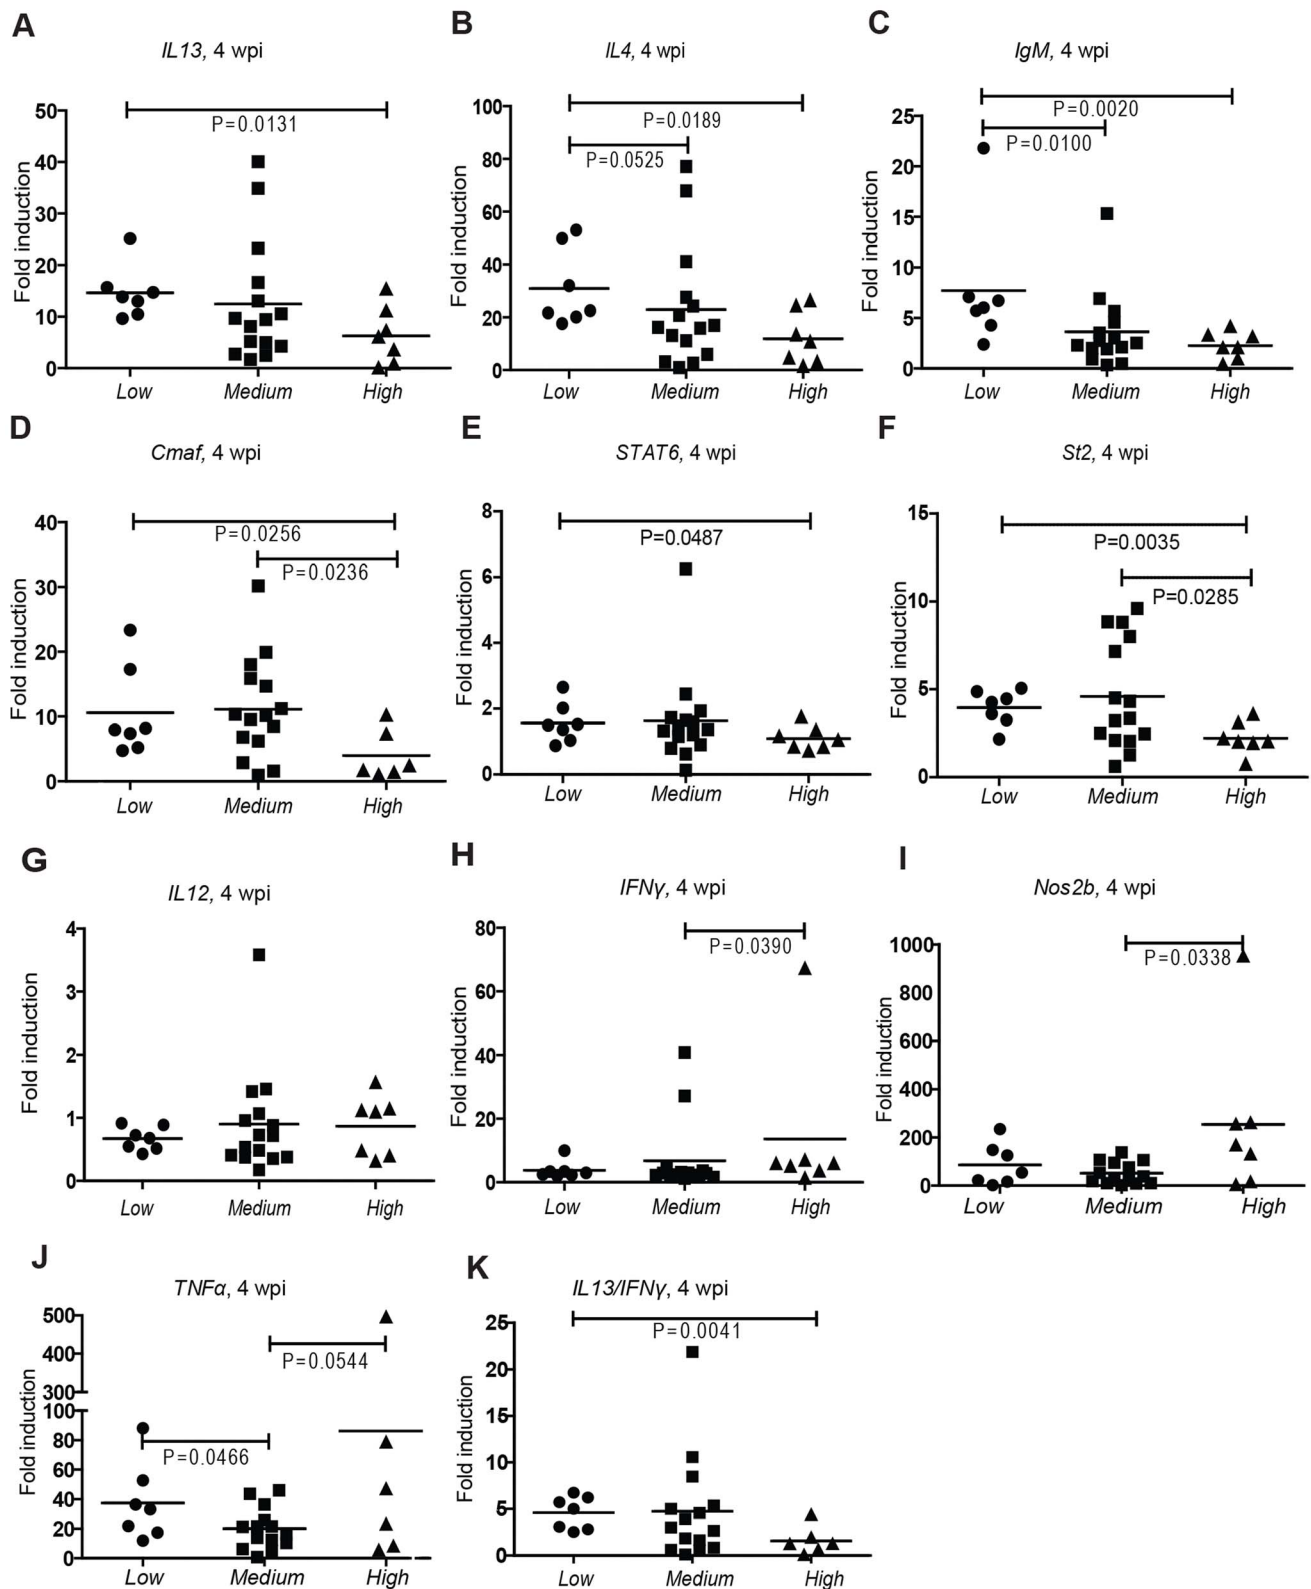 A
IL13, 4 wpi
P=0.0131
Fold induction
50
40
30
20
10
0
Low Medium High
B
IL4, 4 wpi
P=0.0189
P=0.0525
Fold induction
100
80
60
40
20
0
Low Medium High
C
IgM, 4 wpi
P=0.0020
P=0.0100
Fold induction
25
20
15
10
5
0
Low Medium High
D
Cmaf, 4 wpi
P=0.0256
P=0.0236
Fold induction
40
30
20
10
0
Low Medium High
E
STAT6, 4 wpi
P=0.0487
Fold induction
8
6
4
2
0
Low Medium High
F
St2, 4 wpi
P=0.0035
P=0.0285
Fold induction
15
10
5
0
Low Medium High
G
IL12, 4 wpi
Fold induction
4
3
2
1
0
Low Medium High
H
IFNγ, 4 wpi
P=0.0390
Fold induction
80
60
40
20
0
Low Medium High
I
Nos2b, 4 wpi
P=0.0338
Fold induction
1000
800
600
400
200
0
Low Medium High
J
TNFα, 4 wpi
P=0.0544
P=0.0466
Fold induction
500
400
300
100
80
60
40
20
0
Low Medium High
K
IL13/IFNγ, 4 wpi
P=0.0041
Fold induction
25
20
15
10
5
0
Low Medium High